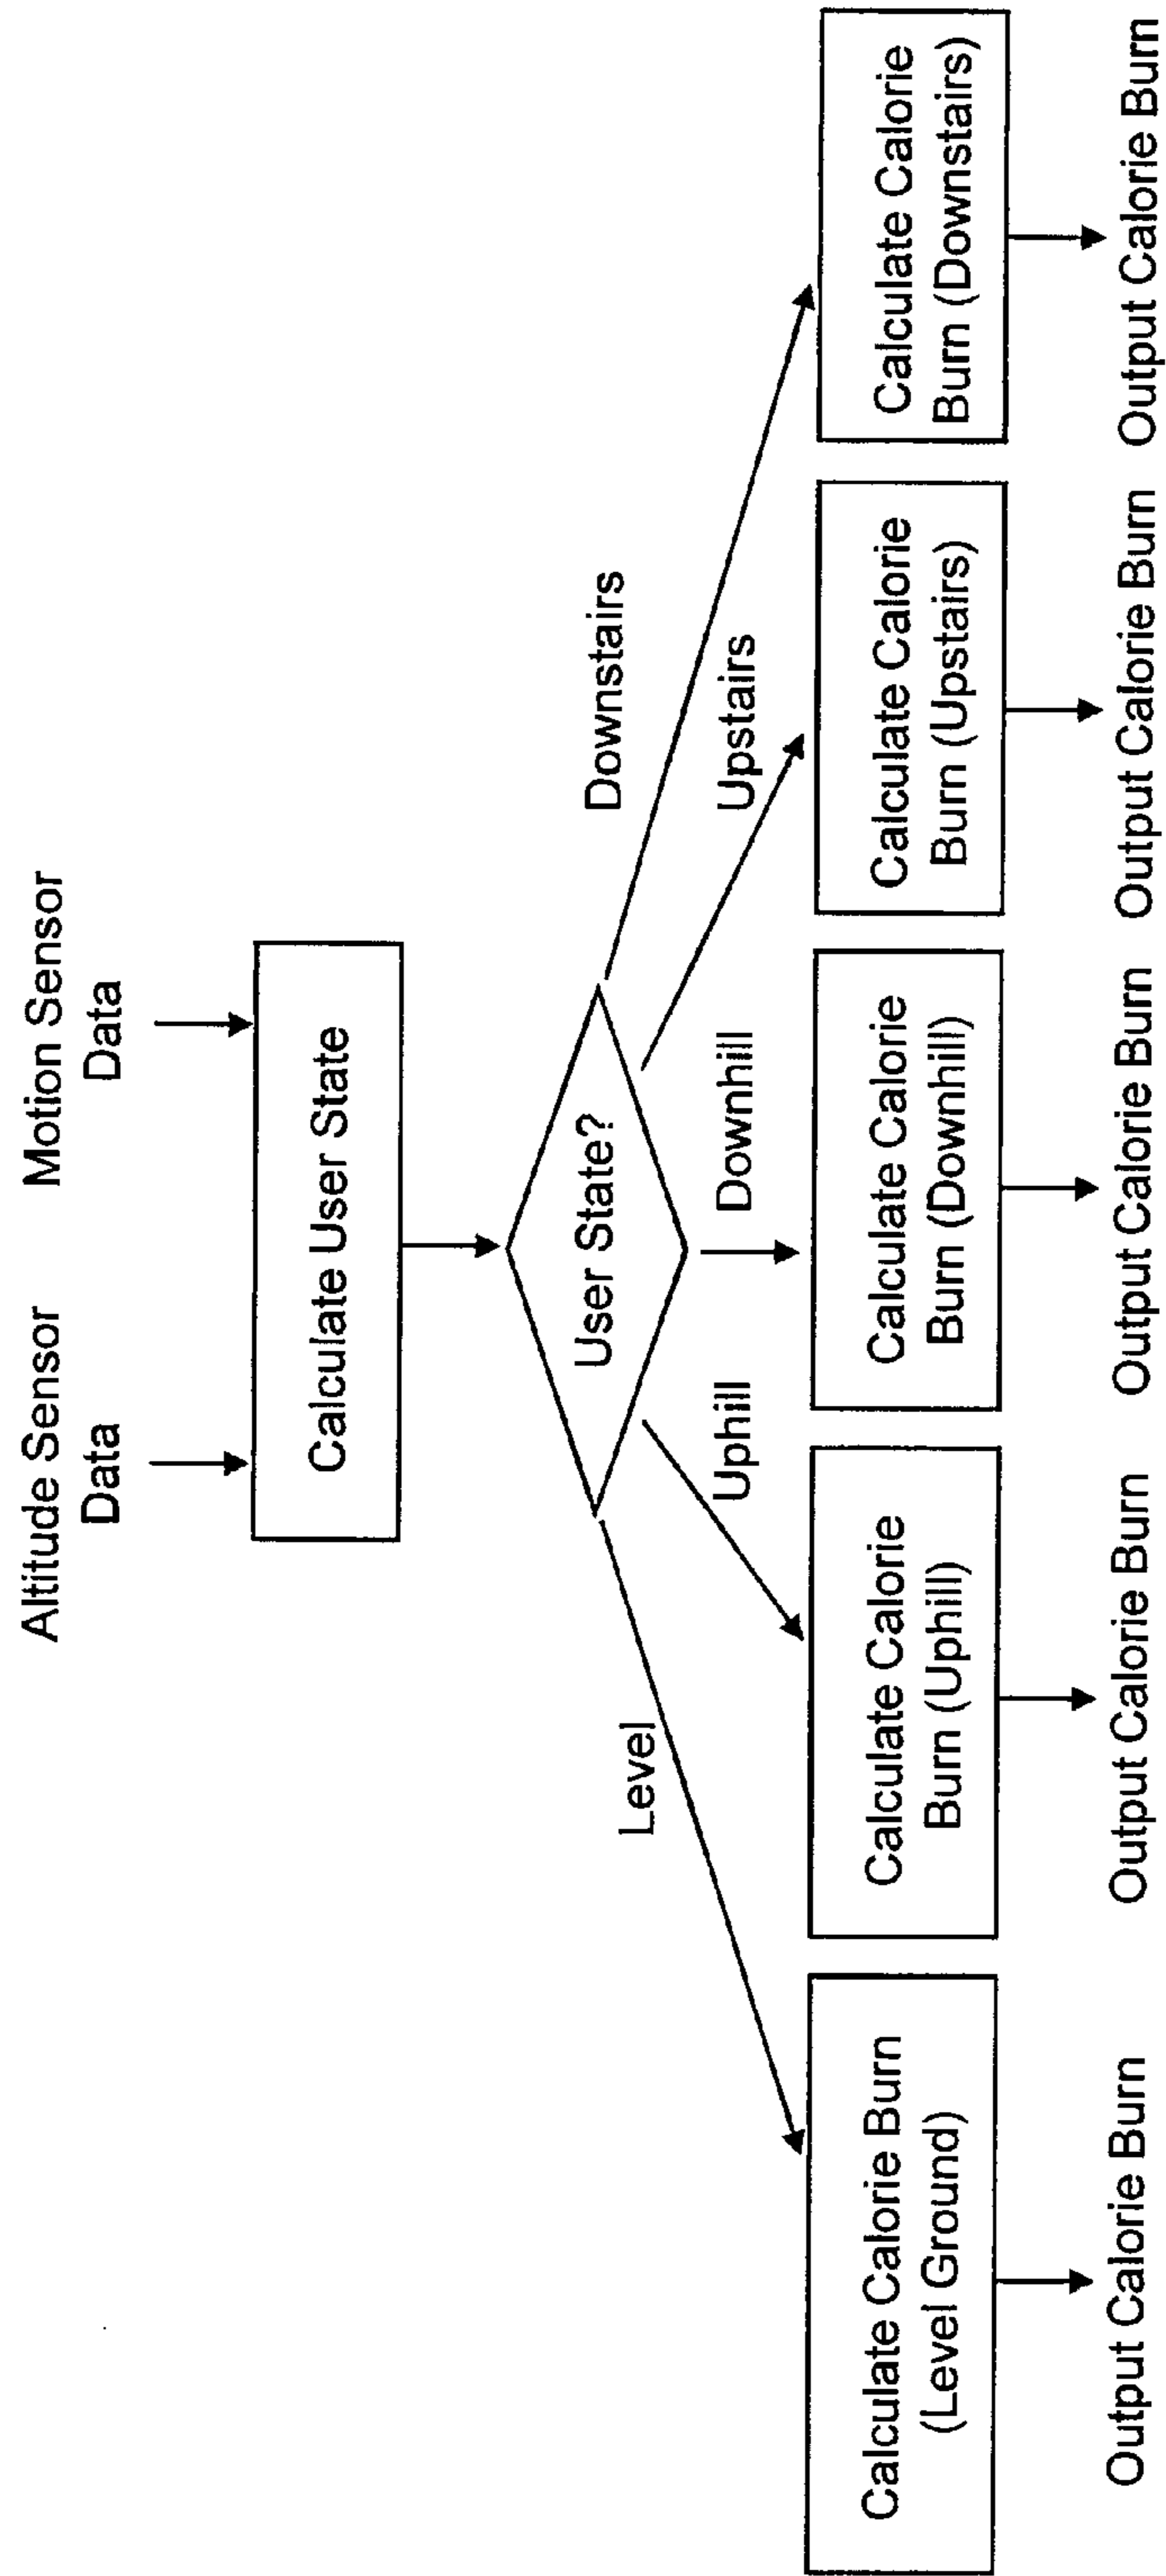 Altitude Sensor
Data
Motion Sensor
Data
Calculate User State
User State?
Level
Uphill
Downhill
Upstairs
Downstairs
Calculate Calorie Burn
(Level Ground)
Calculate Calorie
Burn (Uphill)
Calculate Calorie
Burn (Downhill)
Calculate Calorie
Burn (Upstairs)
Calculate Calorie
Burn (Downstairs)
Output Calorie Burn
Output Calorie Burn
Output Calorie Burn
Output Calorie Burn
Output Calorie Burn